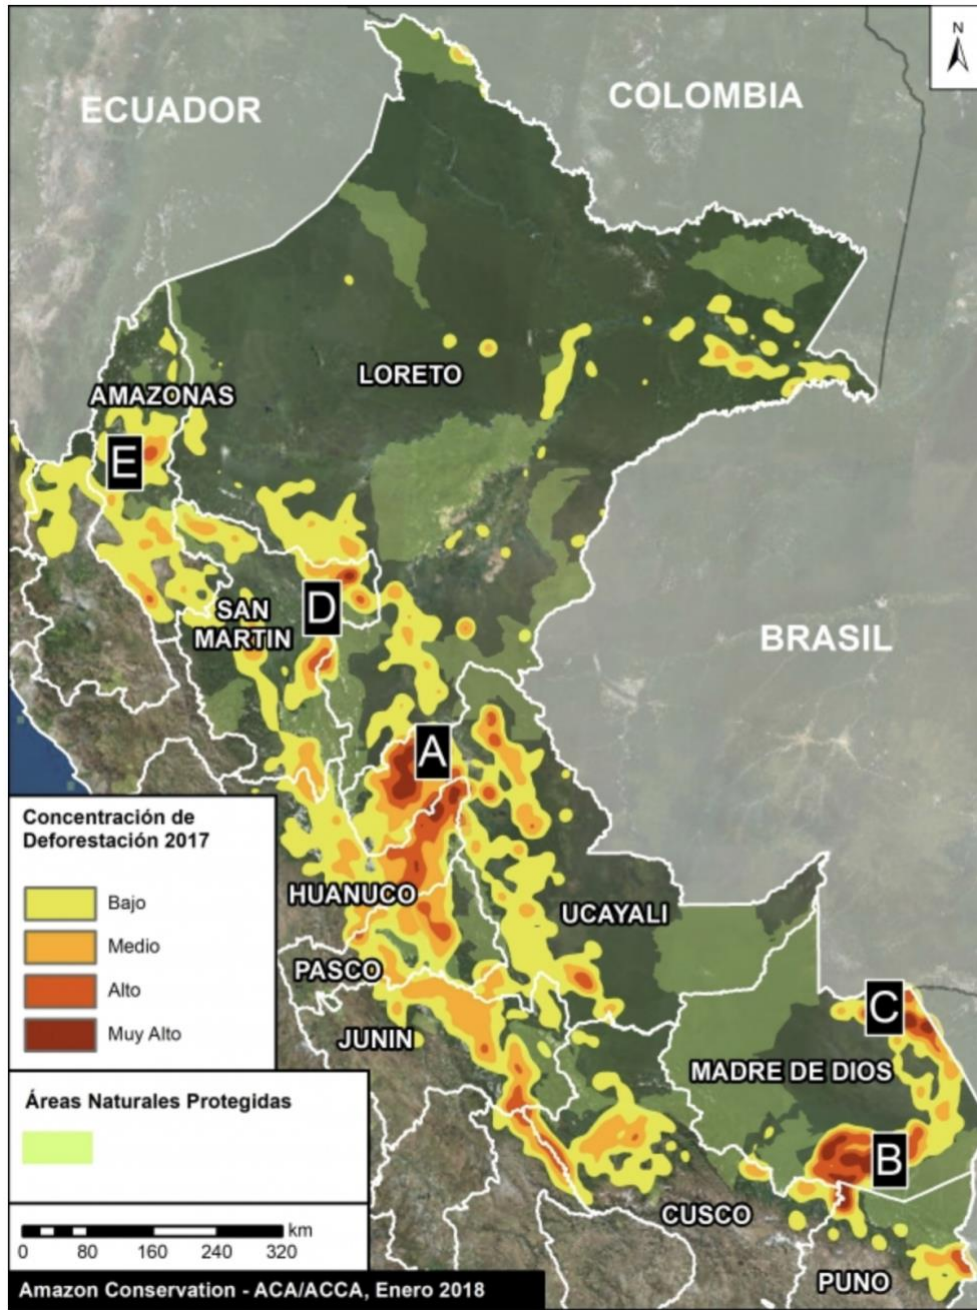 N
ECUADOR
COLOMBIA
LORETO
AMAZONAS
E
D
SAN
MARTIN
BRASIL
A
Concentración de
Deforestación 2017
Bajo
Medio
Alto
Muy Alto
HUANUCO
UCAYALI
PASCO
JUNIN
C
MADRE DE DIOS
B
CUSCO
PUNO
Áreas Naturales Protegidas
km
0 80 160 240 320
Amazon Conservation - ACA/ACCA, Enero 2018